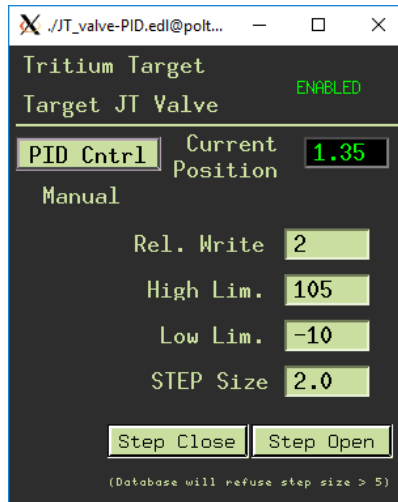 ./JT_valve-PID.edl@polt...
Tritium Target
ENABLED
Target JT Valve
PID Cntrl
Current Position
1.35
Manual
Rel. Write 2
High Lim. 105
Low Lim. -10
STEP Size 2.0
Step Close
Step Open
(Database will refuse step size > 5)